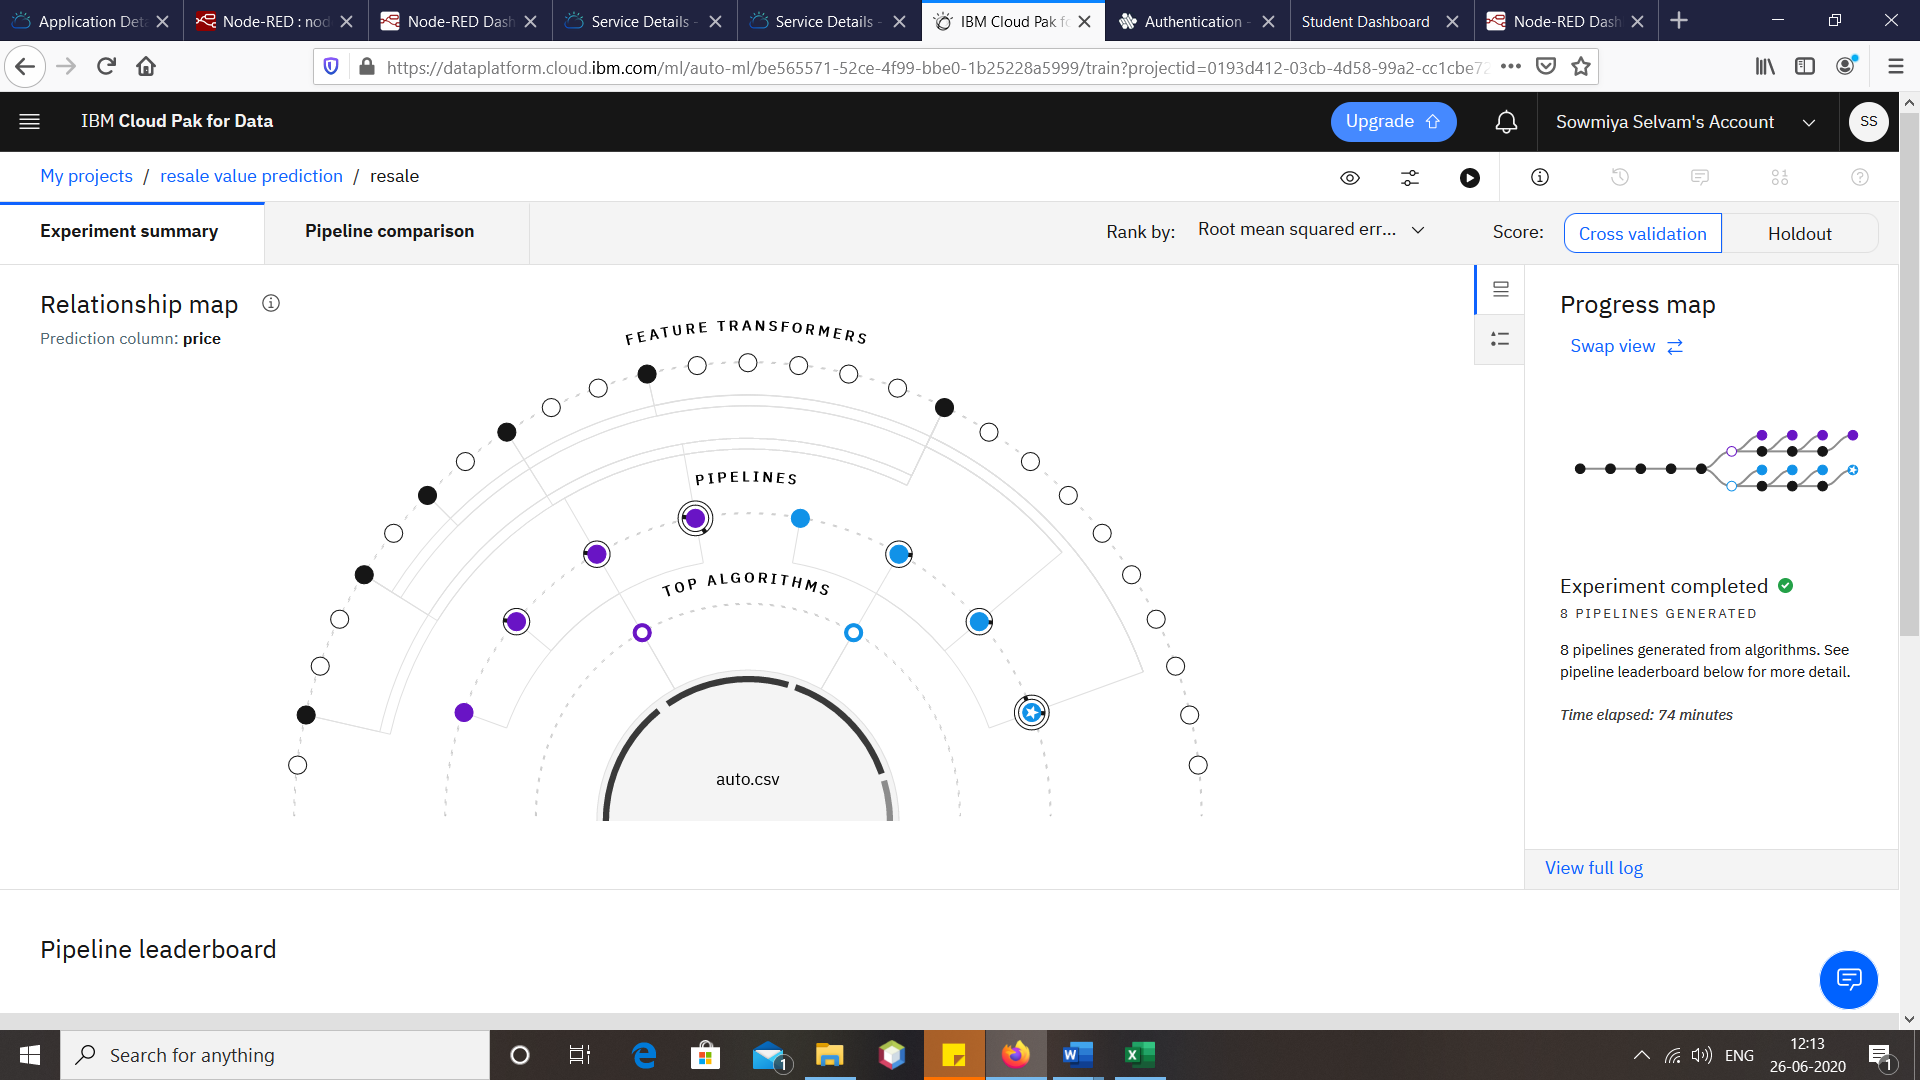 Application Det
Node-RED : nod
Node-RED Dash
Service Details -
Service Details -
IBM Cloud Pak fo
Authentication -
Student Dashboard
Node-RED Dash
https://dataplatform.cloud.ibm.com/ml/auto-ml/be565571-52ce-4f99-bbe0-1b25228a5999/train?projectid=0193d412-03cb-4d58-99a2-cc1cbe72
IBM Cloud Pak for Data
Upgrade
Sowmiya Selvam's Account
SS
My projects / resale value prediction / resale
Experiment summary
Pipeline comparison
Rank by:
Root mean squared err...
Score:
Cross validation
Holdout
Relationship map
Prediction column: price
FEATURE TRANSFORMERS
PIPELINES
TOP ALGORITHMS
auto.csv
Progress map
Swap view
Experiment completed
8 PIPELINES GENERATED
8 pipelines generated from algorithms. See
pipeline leaderboard below for more detail.
Time elapsed: 74 minutes
View full log
Pipeline leaderboard
Search for anything
1
ENG
12:13
26-06-2020
1